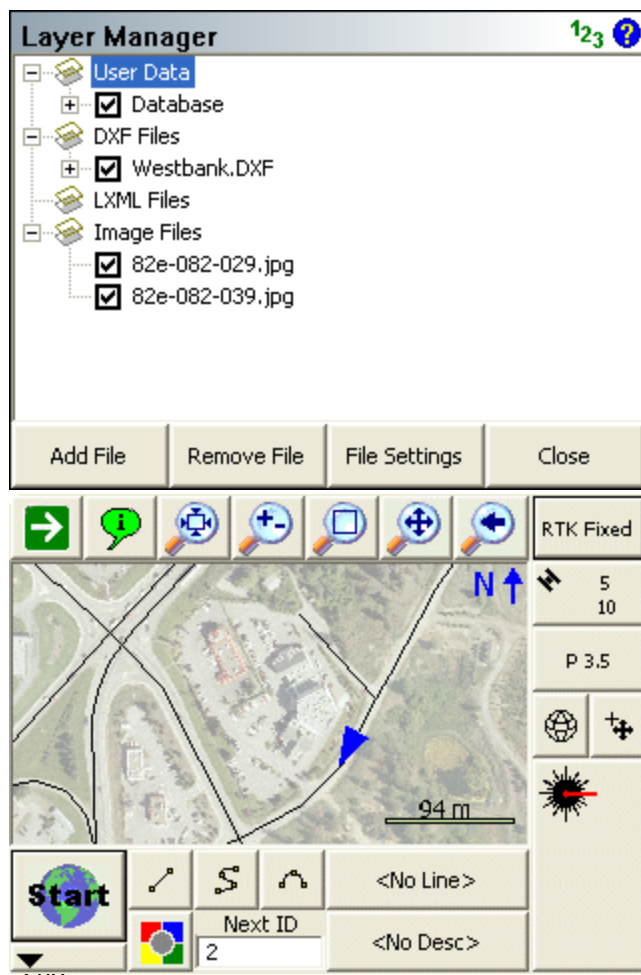 Layer Manager
123 ?
User Data
Database
DXF Files
Westbank.DXF
LXML Files
Image Files
82e-082-029.jpg
82e-082-039.jpg
Add File Remove File File Settings Close
i
RTK Fixed
N
5
10
P 3.5
94 m
Start
<No Line>
Next ID
2
<No Desc>